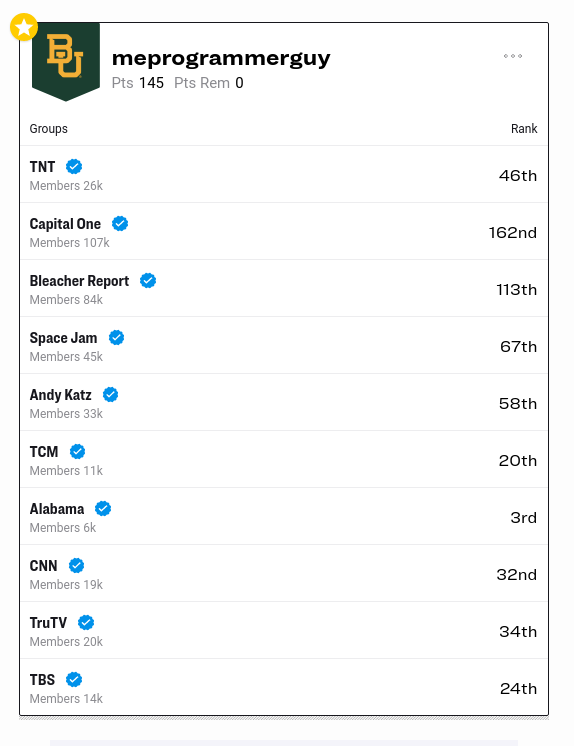 BU
meprogrammerguy
Pts 145 Pts Rem 0
Groups Rank
TNT
Members 26k
46th
Capital One
Members 107k
162nd
Bleacher Report
Members 84k
113th
Space Jam
Members 45k
67th
Andy Katz
Members 33k
58th
TCM
Members 11k
20th
Alabama
Members 6k
3rd
CNN
Members 19k
32nd
TruTV
Members 20k
34th
TBS
Members 14k
24th